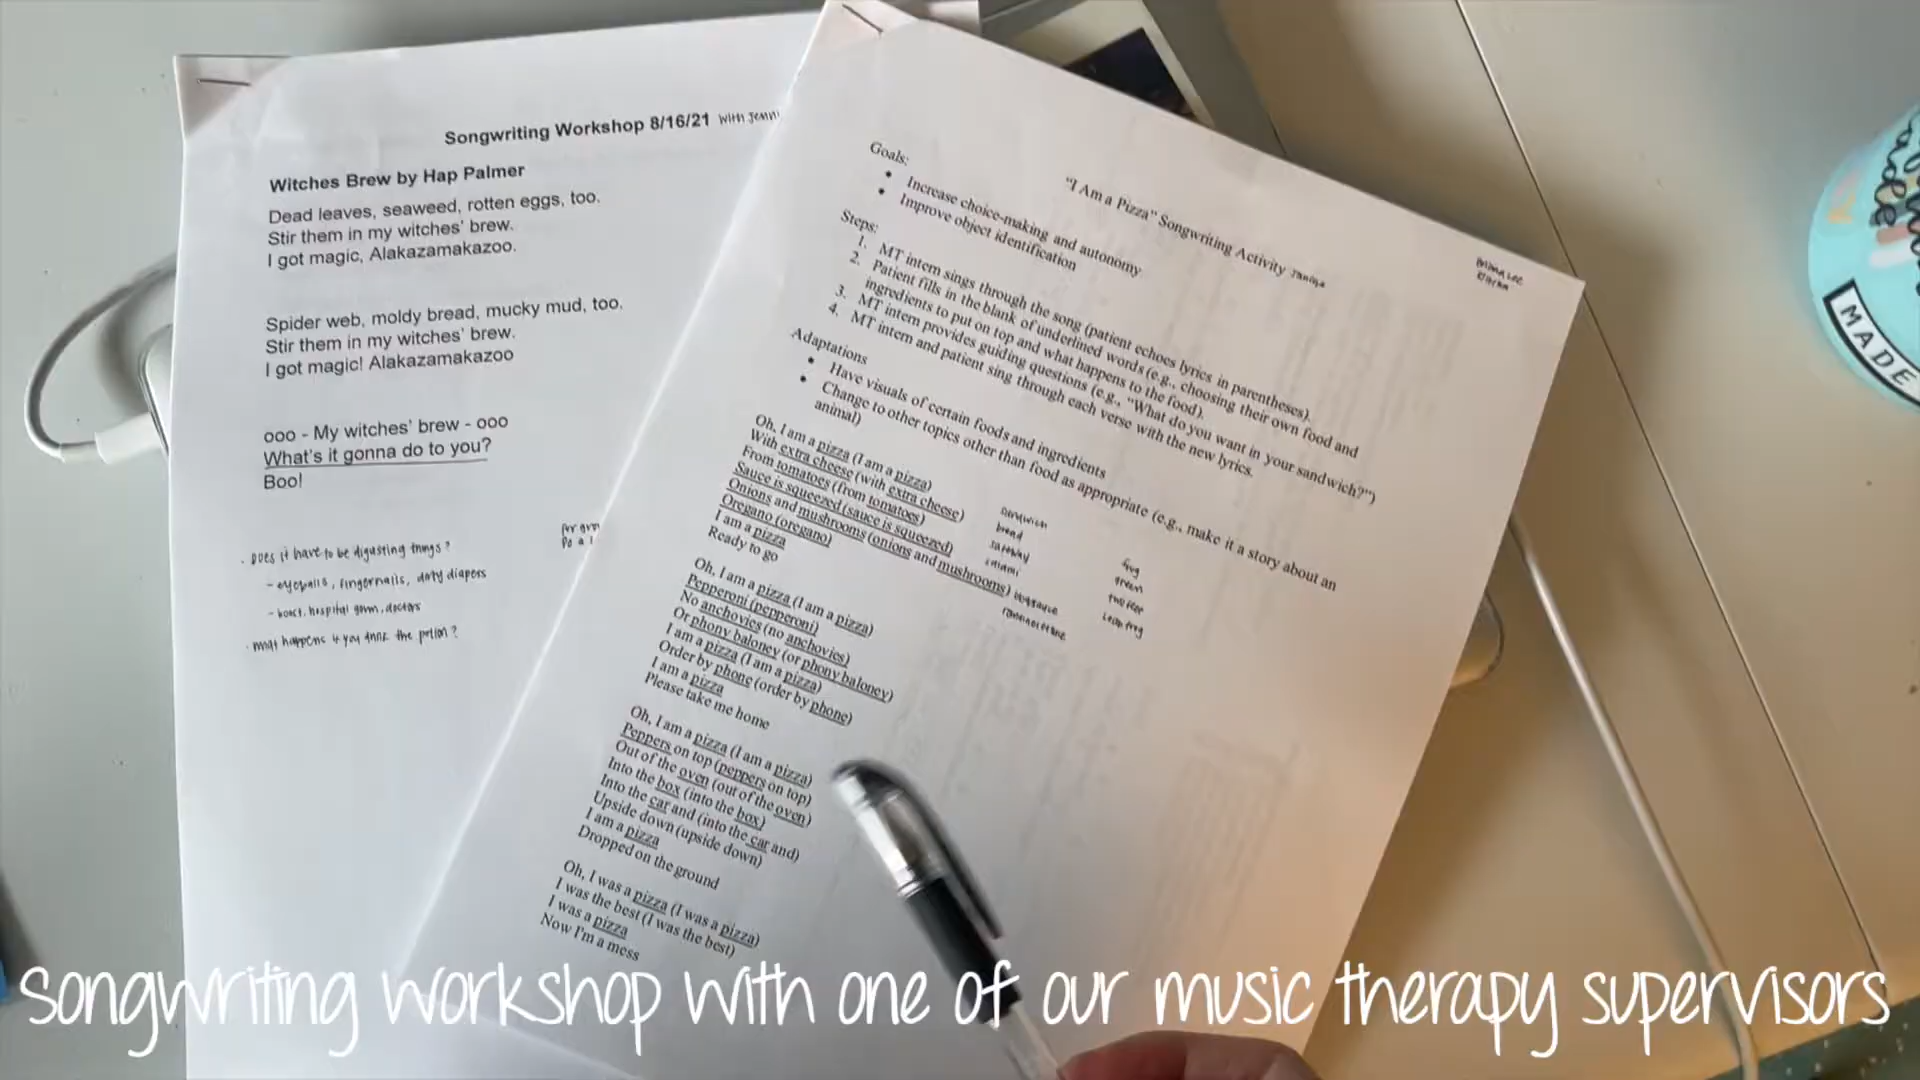 Songwriting Workshop 8/16/21 with Jenni
Witches Brew by Hap Palmer
Dead leaves, seaweed, rotten eggs, too.
Stir them in my witches' brew.
I got magic, Alakazamakazoo.
Spider web, moldy bread, mucky mud, too.
Stir them in my witches' brew.
I got magic! Alakazamakazoo
ooo - My witches' brew - ooo
What's it gonna do to you?
Boo!
. Does it have to be digusting things?
- eyeballs, fingernails, dirty diapers
hospital gown, doctors
. what happens if you drink the potion?
"I Am a Pizza" Songwriting Activity
Goals:
• Increase choice-making and autonomy
• Improve object identification
Steps:
1. MT intern sings through the song (patient echoes lyrics in parentheses).
2. Patient fills in the blank of underlined words (e.g., choosing their own food and
ingredients to put on top and what happens to the food).
3. MT intern provides guiding questions (e.g., "What do you want in your sandwich?")
4. MT intern and patient sing through each verse with the new lyrics.
Adaptations
• Have visuals of certain foods and ingredients
• Change to other topics other than food as appropriate (e.g., make it a story about an
animal)
Oh, I am a pizza (I am a pizza)
With extra cheese (with extra cheese)
From tomatoes (from tomatoes)
Sauce is squeezed (sauce is squeezed)
Onions and mushrooms (onions and mushrooms)
Oregano (oregano)
I am a pizza
Ready to go
sandwich
bread
salami
frog
green
leap frog
Oh, I am a pizza (I am a pizza)
Pepperoni (pepperoni)
No anchovies (no anchovies)
Or phony baloney (or phony baloney)
I am a pizza (I am a pizza)
Order by phone (order by phone)
I am a pizza
Please take me home
Oh, I am a pizza (I am a pizza)
Peppers on top (peppers on top)
Out of the oven (out of the oven)
Into the box (into the box)
Into the car and (into the car and)
Upside down (upside down)
I am a pizza
Dropped on the ground
Oh, I was a pizza (I was a pizza)
I was the best (I was the best)
I was a pizza
Now I'm a mess
MADE
songwriting workshop with one of our music therapy supervisors